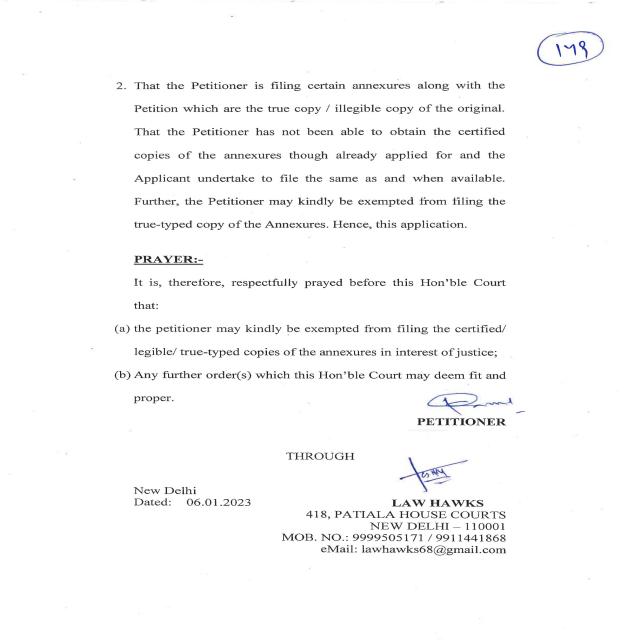 179
2. That the Petitioner is filing certain annexures along with the
Petition which are the true copy / illegible copy of the original.
That the Petitioner has not been able to obtain the certified
copies of the annexures though already applied for and the
Applicant undertake to file the same as and when available.
Further, the Petitioner may kindly be exempted from filing the
true-typed copy of the Annexures. Hence, this application.
PRAYER:-
It is, therefore, respectfully prayed before this Hon'ble Court
that:
(a) the petitioner may kindly be exempted from filing the certified/
legible/ true-typed copies of the annexures in interest of justice;
(b) Any further order(s) which this Hon'ble Court may deem fit and
proper.
PETITIONER
THROUGH
New Delhi
Dated: 06.01.2023
LAW HAWKS
418, PATIALA HOUSE COURTS
NEW DELHI – 110001
MOB. NO.: 9999505171 / 9911441868
eMail: lawhawks68@gmail.com